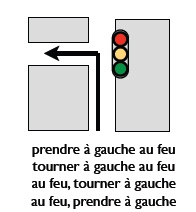 prendre à gauche au feu
tourner à gauche au feu
au feu, tourner à gauche
au feu, prendre à gauche